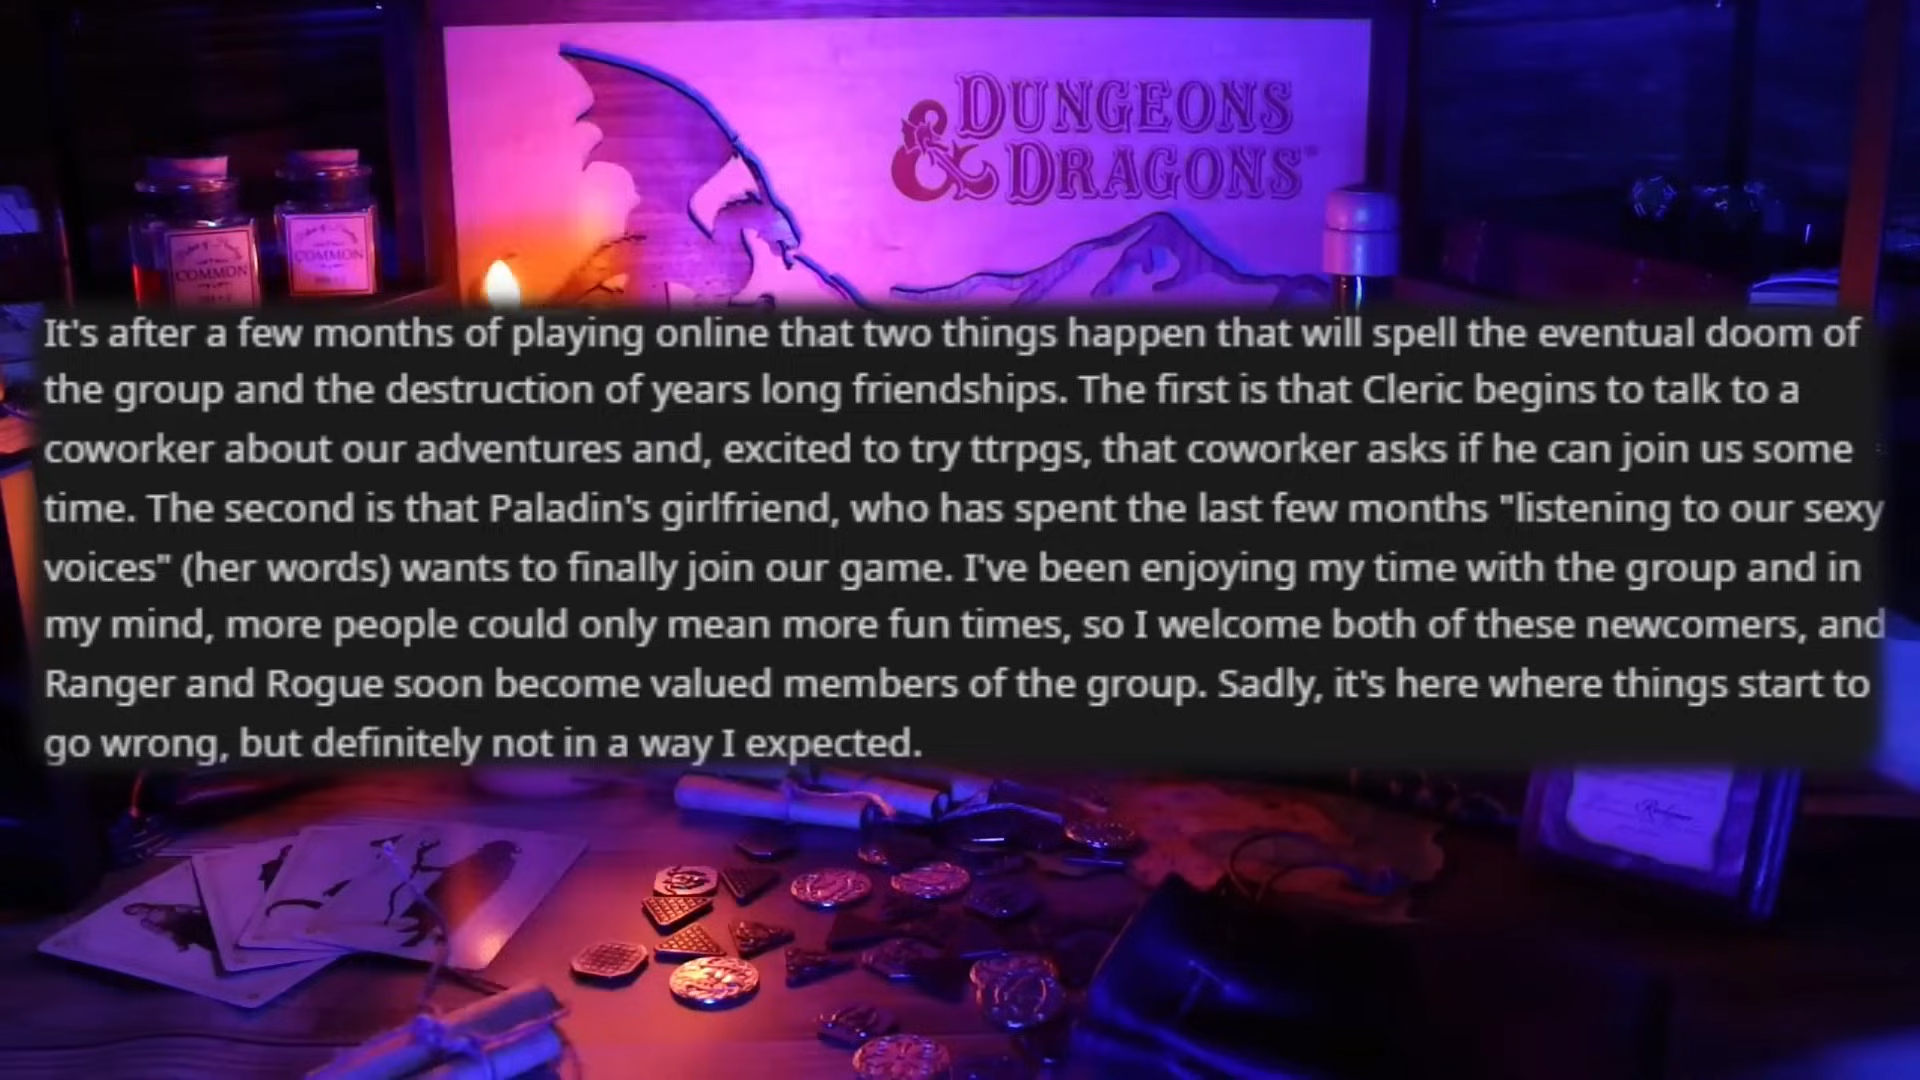 DUNGEONS
& DRAGONS
COMMON
COMMON
It's after a few months of playing online that two things happen that will spell the eventual doom of
the group and the destruction of years long friendships. The first is that Cleric begins to talk to a
coworker about our adventures and, excited to try ttrpgs, that coworker asks if he can join us some
time. The second is that Paladin's girlfriend, who has spent the last few months "listening to our sexy
voices" (her words) wants to finally join our game. I've been enjoying my time with the group and in
my mind, more people could only mean more fun times, so I welcome both of these newcomers, and
Ranger and Rogue soon become valued members of the group. Sadly, it's here where things start to
go wrong, but definitely not in a way I expected.